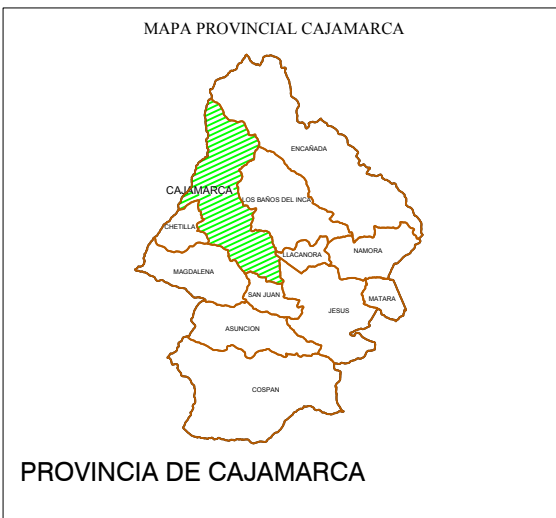 MAPA PROVINCIAL CAJAMARCA
ENCAÑADA
CAJAMARCA
LOS BAÑOS DEL INCA
CHETILLA
LLACANORA
NAMORA
MAGDALENA
SAN JUAN
MATARA
JESUS
ASUNCION
COSPAN
PROVINCIA DE CAJAMARCA